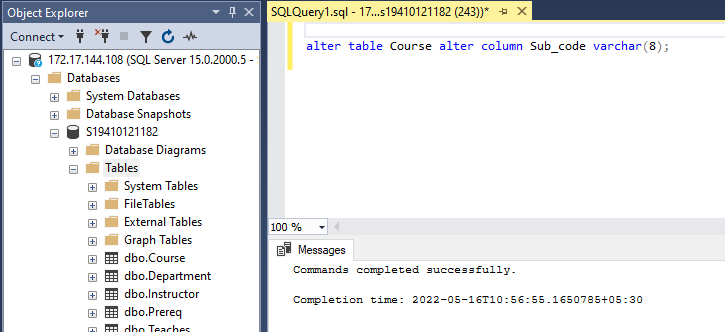 Object Explorer
Connect
172.17.144.108 (SQL Server 15.0.2000.5 -
Databases
System Databases
Database Snapshots
S19410121182
Database Diagrams
Tables
System Tables
FileTables
External Tables
Graph Tables
dbo.Course
dbo.Department
dbo.Instructor
dbo.Prereq
dbo.Teaches
SQLQuery1.sql - 17...s19410121182 (243))*
alter table Course alter column Sub_code varchar(8);
100 %
Messages
Commands completed successfully.
Completion time: 2022-05-16T10:56:55.1650785+05:30